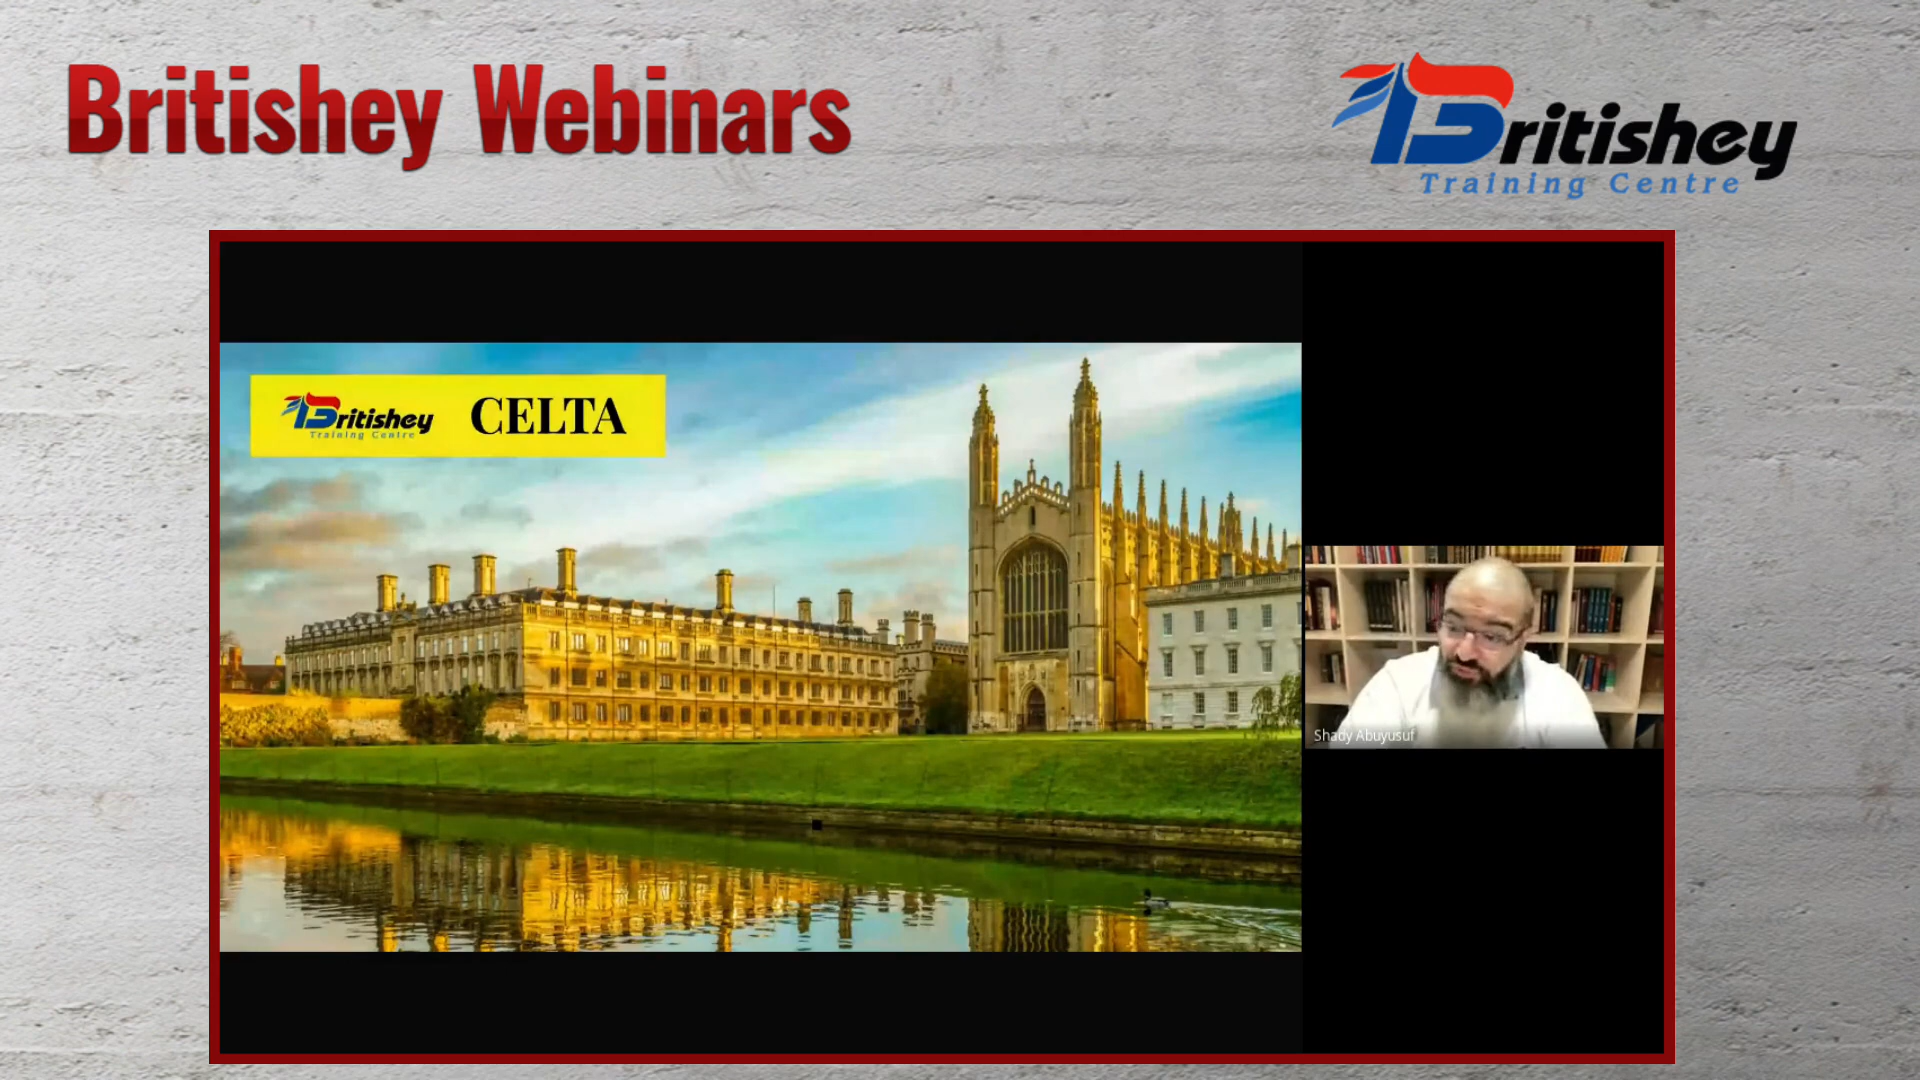 Britishey Webinars
Britishey
Training Centre
Britishey
Training Centre
CELTA
Shady Abuyusuf